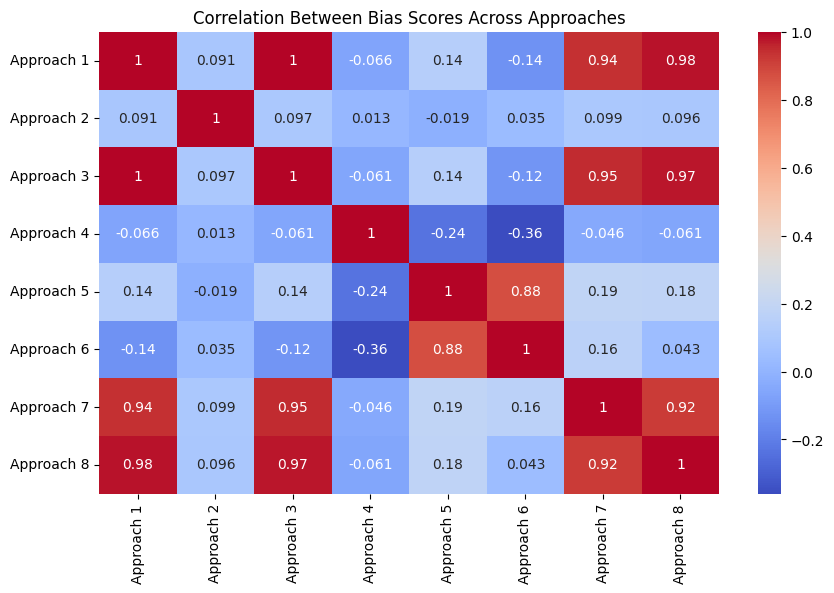 Correlation Between Bias Scores Across Approaches
Approach 1 1 0.091 1 -0.066 0.14 -0.14 0.94 0.98
Approach 2 0.091 1 0.097 0.013 -0.019 0.035 0.099 0.096
Approach 3 1 0.097 1 -0.061 0.14 -0.12 0.95 0.97
Approach 4 -0.066 0.013 -0.061 1 -0.24 -0.36 -0.046 -0.061
Approach 5 0.14 -0.019 0.14 -0.24 1 0.88 0.19 0.18
Approach 6 -0.14 0.035 -0.12 -0.36 0.88 1 0.16 0.043
Approach 7 0.94 0.099 0.95 -0.046 0.19 0.16 1 0.92
Approach 8 0.98 0.096 0.97 -0.061 0.18 0.043 0.92 1
Approach 1
Approach 2
Approach 3
Approach 4
Approach 5
Approach 6
Approach 7
Approach 8
1.0
0.8
0.6
0.4
0.2
0.0
−0.2